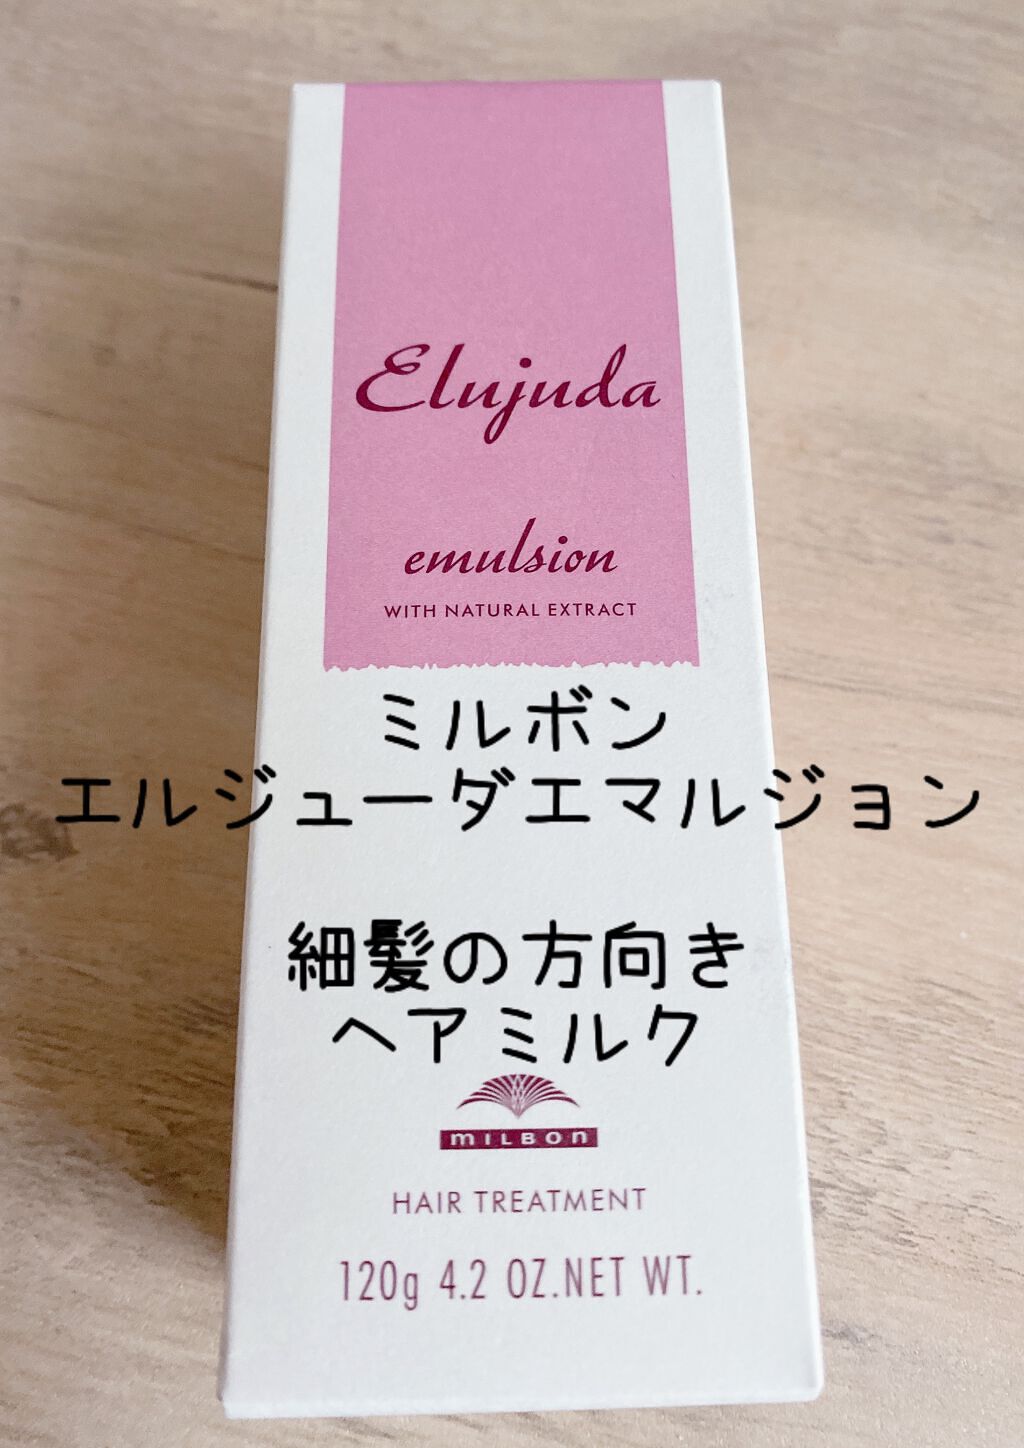 Elujuda
emulsion
WITH NATURAL EXTRACT
ミルボン
エルジューダエマルジョン
細髪の方向き
ヘアミルク
MILBON
HAIR TREATMENT
120g 4.2 OZ.NET WT.